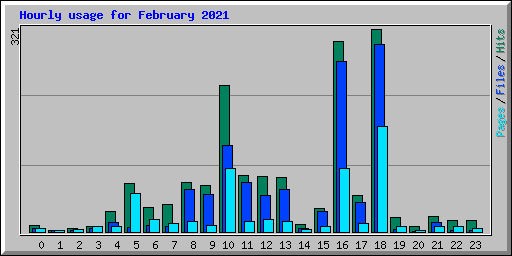 Hourly usage for February 2021
321
Pages/Files/Hits
0 1 2 3 4 5 6 7 8 9 10 11 12 13 14 15 16 17 18 19 20 21 22 23